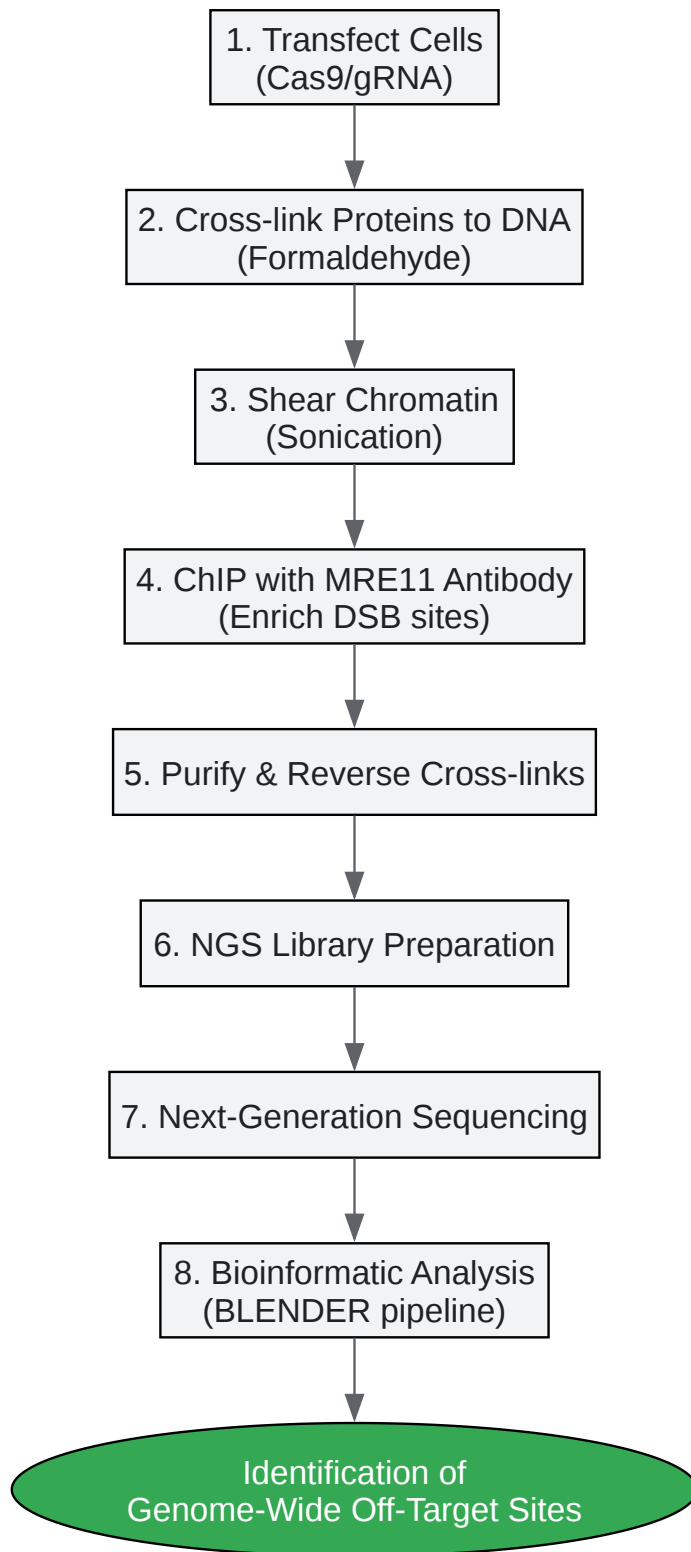 1. Transfect Cells
(Cas9/gRNA)
2. Cross-link Proteins to DNA
(Formaldehyde)
3. Shear Chromatin
(Sonication)
4. ChIP with MRE11 Antibody
(Enrich DSB sites)
5. Purify & Reverse Cross-links
6. NGS Library Preparation
7. Next-Generation Sequencing
8. Bioinformatic Analysis
(BLENDER pipeline)
Identification of
Genome-Wide Off-Target Sites